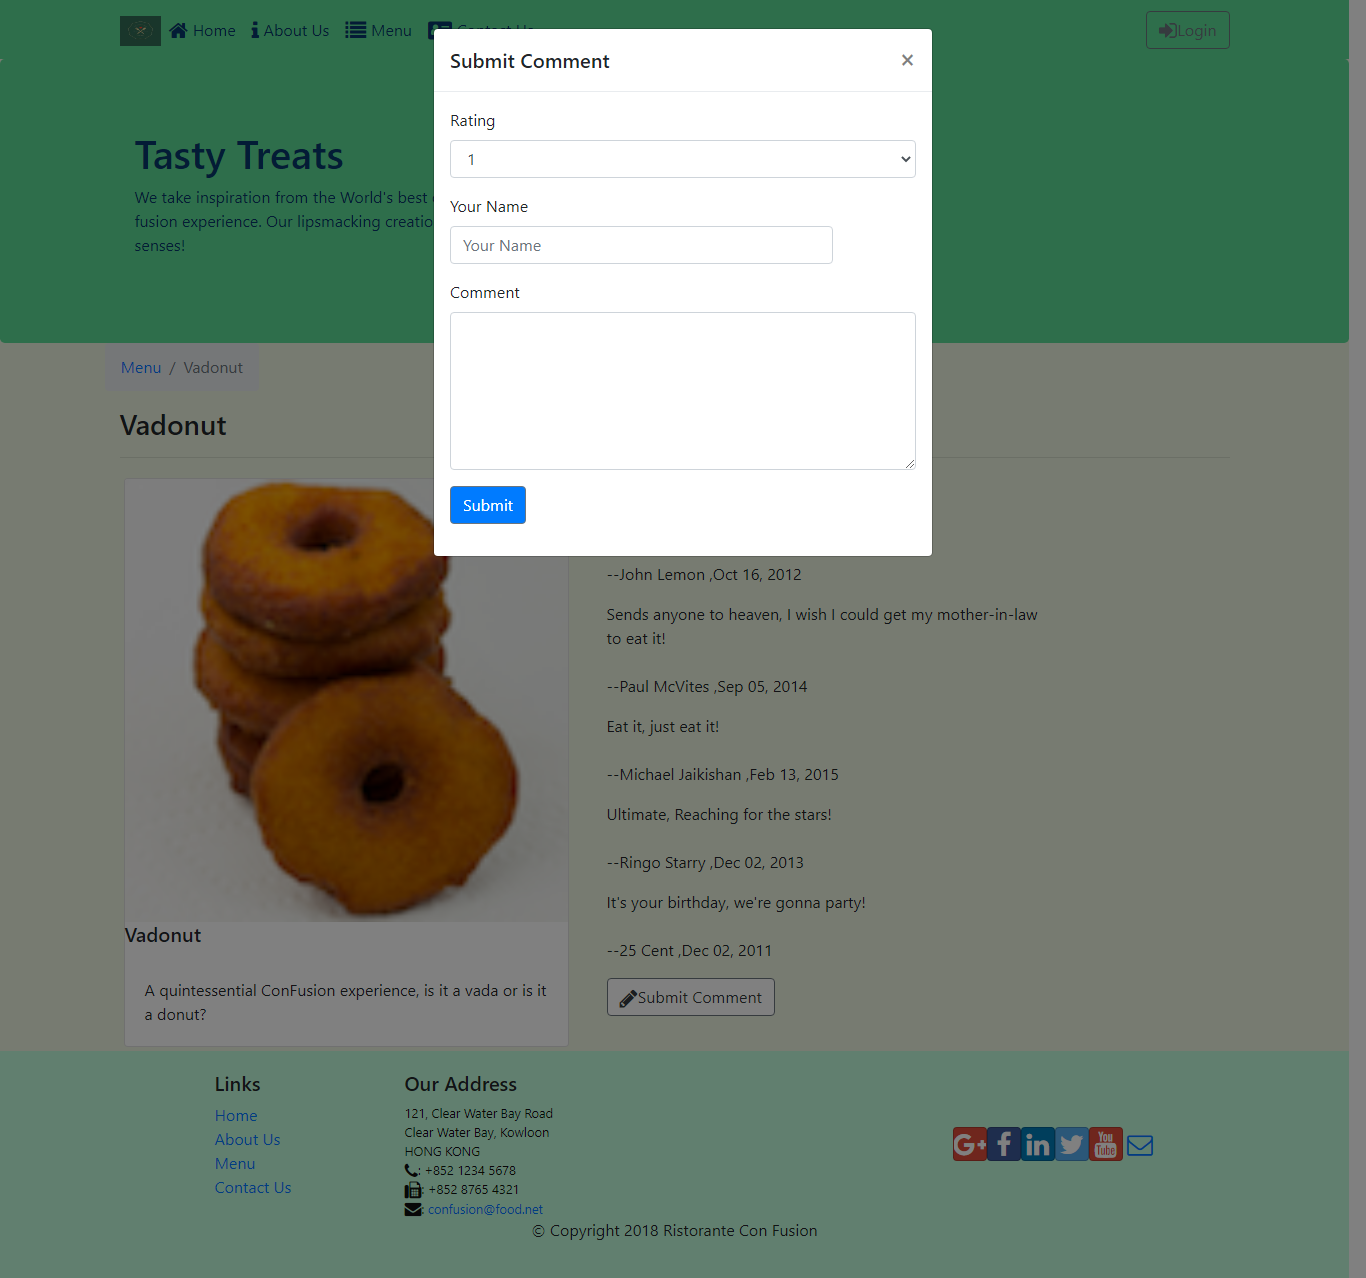 Home About Us Menu
Login
Submit Comment ×
Rating
1
Your Name
Your Name
Comment
Submit
Tasty Treats
We take inspiration from the World's best
fusion experience. Our lipsmacking creatio
senses!
Menu / Vadonut
Vadonut
Vadonut
A quintessential ConFusion experience, is it a vada or is it
a donut?
--John Lemon ,Oct 16, 2012
Sends anyone to heaven, I wish I could get my mother-in-law
to eat it!
--Paul McVites ,Sep 05, 2014
Eat it, just eat it!
--Michael Jaikishan ,Feb 13, 2015
Ultimate, Reaching for the stars!
--Ringo Starry ,Dec 02, 2013
It's your birthday, we're gonna party!
--25 Cent ,Dec 02, 2011
Submit Comment
Links
Home
About Us
Menu
Contact Us
Our Address
121, Clear Water Bay Road
Clear Water Bay, Kowloon
HONG KONG
: +852 1234 5678
: +852 8765 4321
: confusion@food.net
You Tube
© Copyright 2018 Ristorante Con Fusion